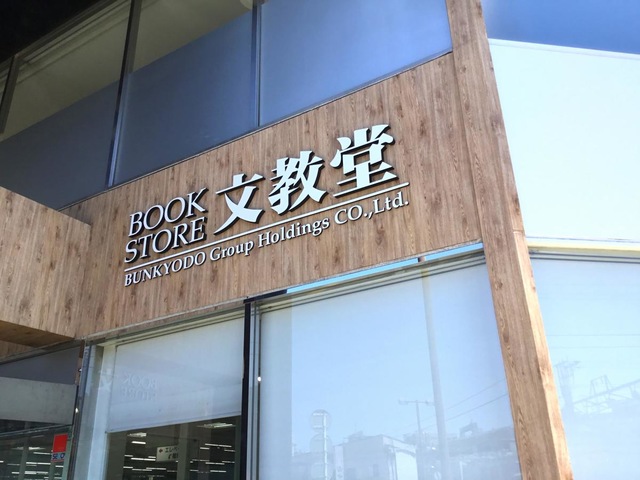 BOOK
STORE 文教堂
BUNKYODO Group Holdings CO.,Ltd.